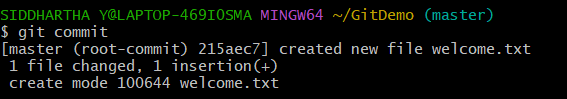 SIDDHARTHA Y@LAPTOP-469I0SMA MINGW64 ~/GitDemo (master)
$ git commit
[master (root-commit) 215aec7] created new file welcome.txt
 1 file changed, 1 insertion(+)
 create mode 100644 welcome.txt